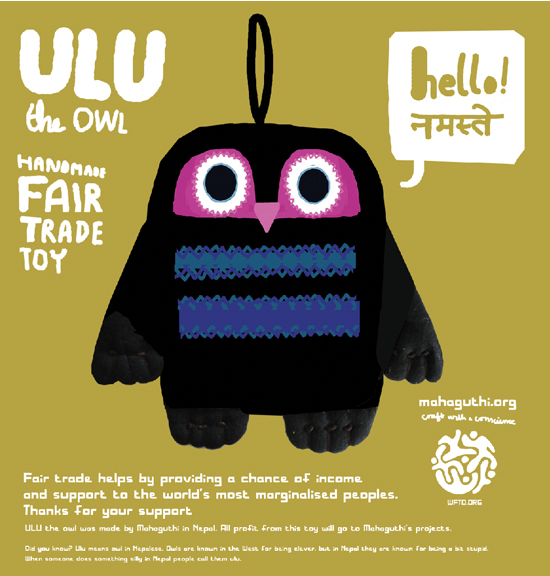 ULU
the OWL
HANDMADE
FAIR
TRADE
TOY
hello!
नमस्ते
mahaguthi.org
craft with a conscience
WFTO.ORG
Fair trade helps by providing a chance of income
and support to the world's most marginalised peoples.
Thanks for your support
ULU the owl was made by Mahaguthi in Nepal. All profit from this toy will go to Mahaguthi's projects.
Did you know? Ulu means owl in Nepalese. Owls are known in the West for being clever, but in Nepal they are known for being a bit stupid.
When someone does something silly in Nepal people call them ulu.